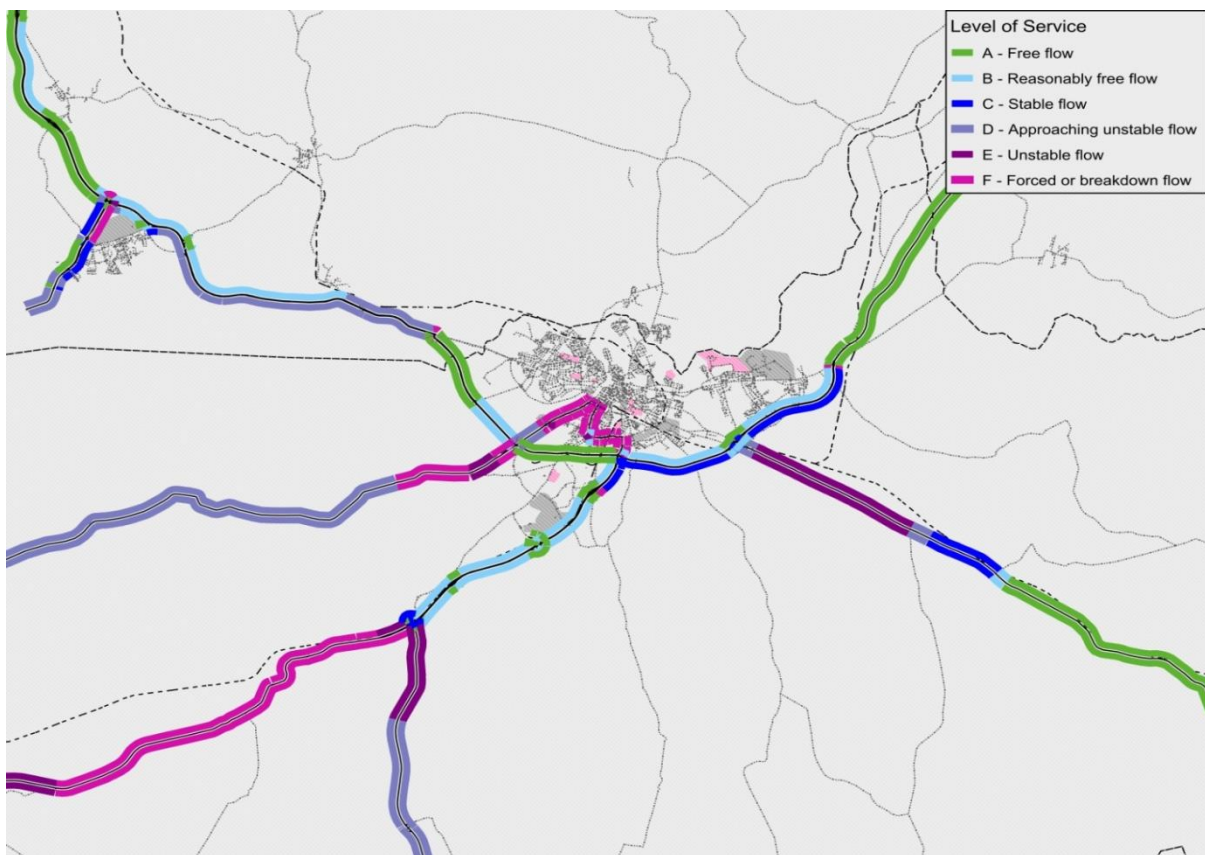 Level of Service
A - Free flow
B - Reasonably free flow
C - Stable flow
D - Approaching unstable flow
E - Unstable flow
F - Forced or breakdown flow